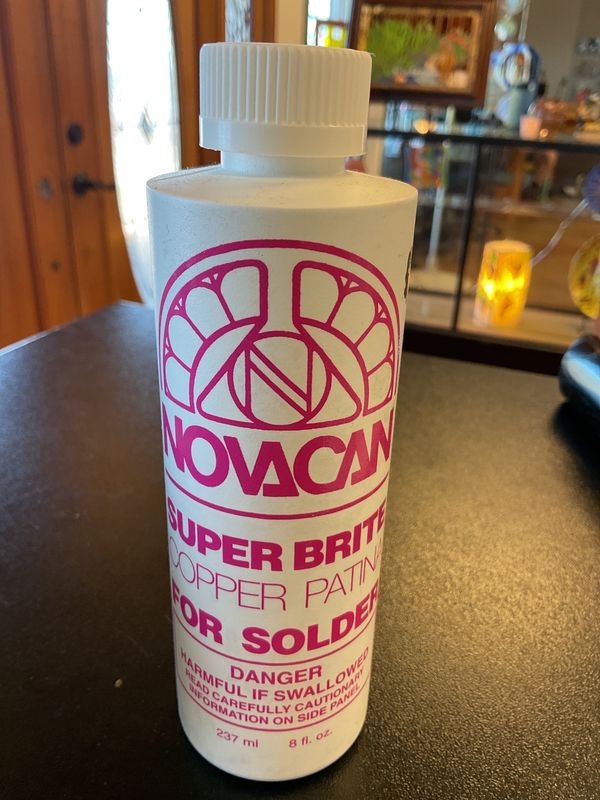 N
NOVACAN
SUPER BRITE
COPPER PATINA
FOR SOLDER
DANGER
HARMFUL IF SWALLOWED
READ CAREFULLY CAUTIONARY
INFORMATION ON SIDE PANEL
237 ml 8 fl. oz.